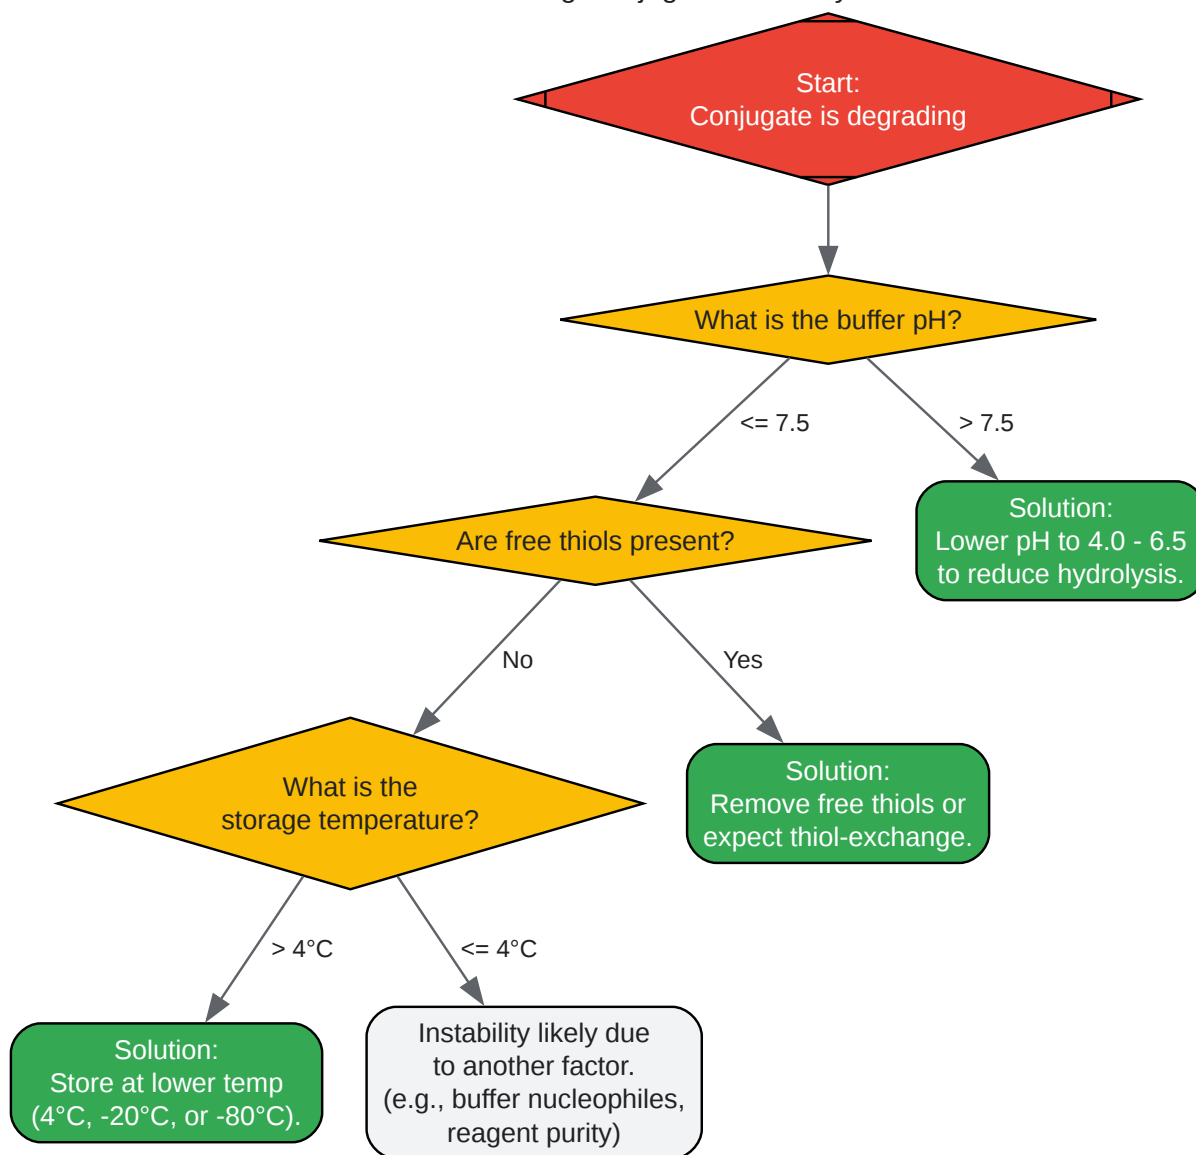 Start:
Conjugate is degrading
What is the buffer pH?
<= 7.5
> 7.5
Are free thiols present?
Solution:
Lower pH to 4.0 - 6.5
to reduce hydrolysis.
No
Yes
What is the
storage temperature?
Solution:
Remove free thiols or
expect thiol-exchange.
> 4°C
<= 4°C
Solution:
Store at lower temp
(4°C, -20°C, or -80°C).
Instability likely due
to another factor.
(e.g., buffer nucleophiles,
reagent purity)